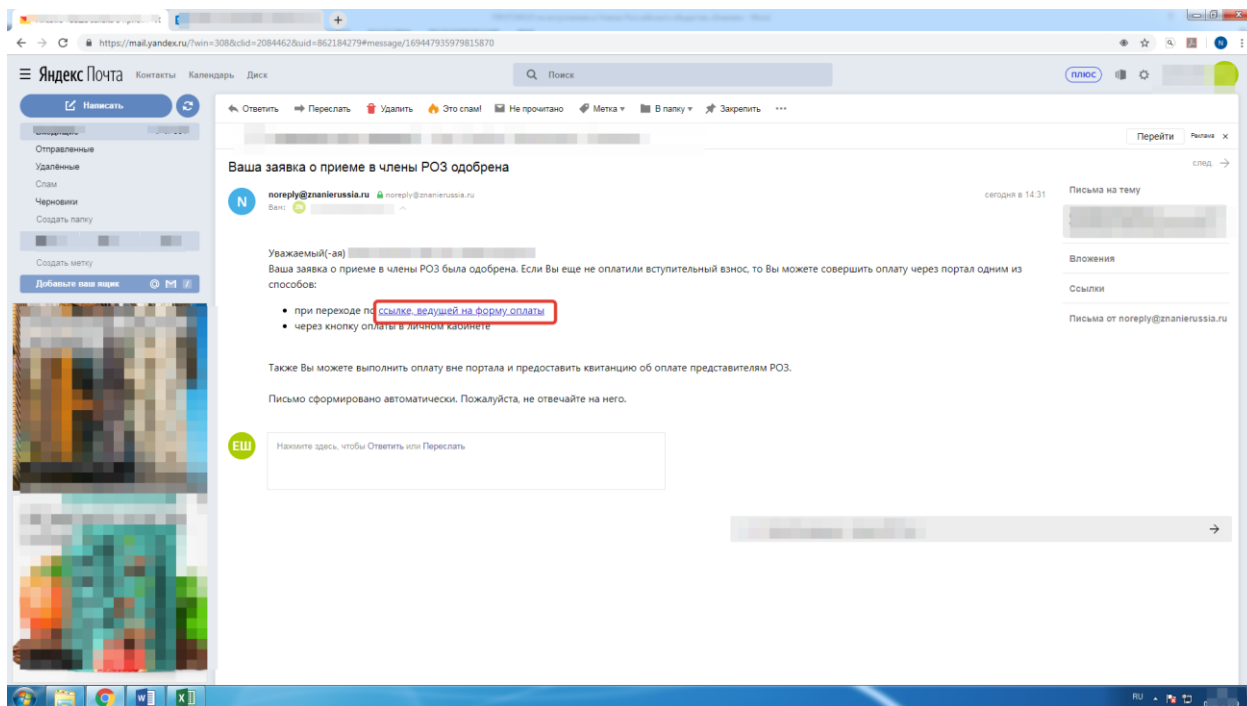 https://mail.yandex.ru/?win=308&clid=2084462&uid=862184279#message/169447935979815870
Яндекс Почта Контакты Календарь Диск
Поиск
плюс
N
Написать
Ответить Переслать Удалить Это спам! Не прочитано Метка В папку Закрепить
Отправленные
Удалённые
Спам
Черновики
Создать папку
Создать метку
Добавьте ваш ящик
Перейти Реклама x
Ваша заявка о приеме в члены РОЗ одобрена
след.
N
noreply@znanierussia.ru noreply@znanierussia.ru
сегодня в 14:31
Вам:
Уважаемый(-ая)
Ваша заявка о приеме в члены РОЗ была одобрена. Если Вы еще не оплатили вступительный взнос, то Вы можете совершить оплату через портал одним из
способов:
• при переходе по ссылке, ведущей на форму оплаты
• через кнопку оплаты в личном кабинете
Также Вы можете выполнить оплату вне портала и предоставить квитанцию об оплате представителям РОЗ.
Письмо сформировано автоматически. Пожалуйста, не отвечайте на него.
ЕШ
Нажмите здесь, чтобы Ответить или Переслать
Письма на тему
Вложения
Ссылки
Письма от noreply@znanierussia.ru
RU